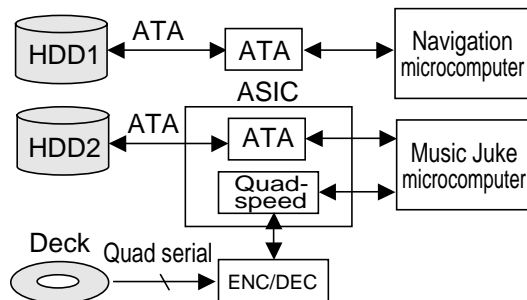 HDD1
ATA
ATA
Navigation
microcomputer
ASIC
HDD2
ATA
ATA
Music Juke
microcomputer
Quad-
speed
Deck
Quad serial
ENC/DEC